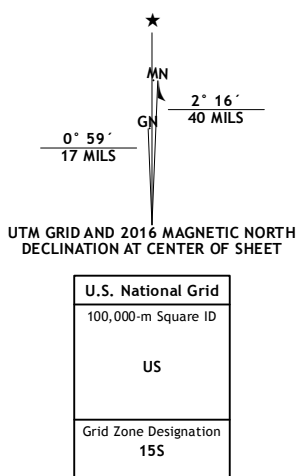 ★
MN
GN
2° 16´
40 MILS
0° 59´
17 MILS
UTM GRID AND 2016 MAGNETIC NORTH
DECLINATION AT CENTER OF SHEET
U.S. National Grid
100,000-m Square ID
US
Grid Zone Designation
15S